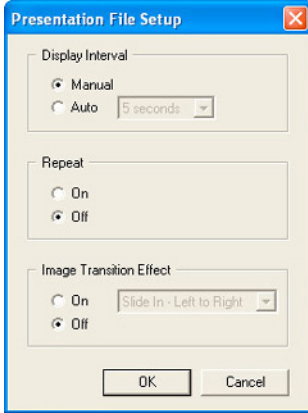 Presentation File Setup
Display Interval
Manual
Auto 5 seconds
Repeat
On
Off
Image Transition Effect
On Slide In - Left to Right
Off
OK Cancel